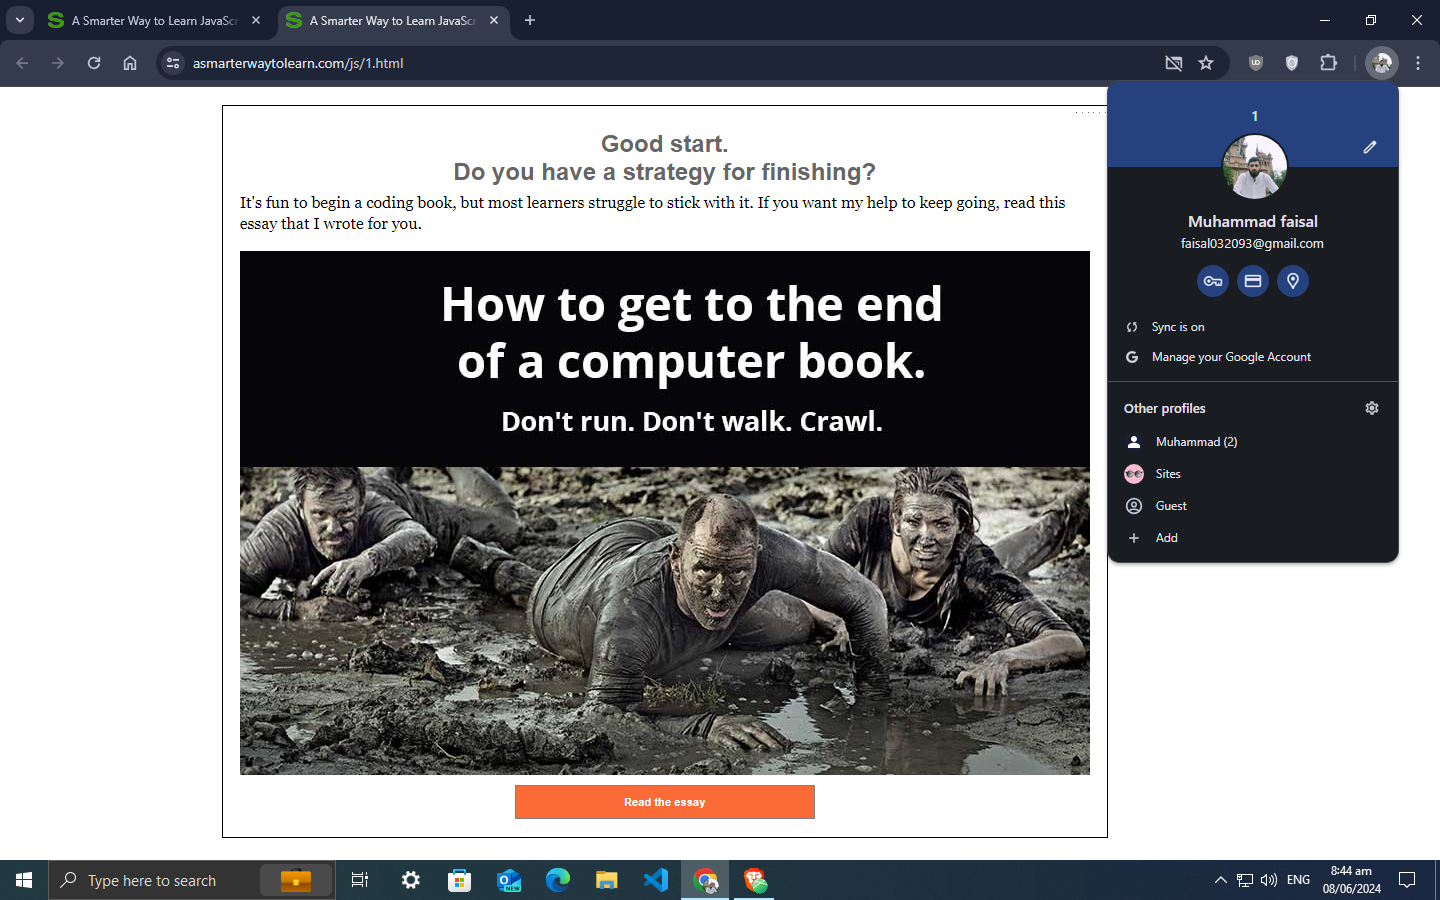 A Smarter Way to Learn JavaScr
A Smarter Way to Learn JavaScr
asmarterwaytolearn.com/js/1.html
Good start.
Do you have a strategy for finishing?
It's fun to begin a coding book, but most learners struggle to stick with it. If you want my help to keep going, read this
essay that I wrote for you.
How to get to the end
of a computer book.
Don't run. Don't walk. Crawl.
Read the essay
1
Muhammad faisal
faisal032093@gmail.com
Sync is on
Manage your Google Account
Other profiles
Muhammad (2)
Sites
Guest
Add
Type here to search
NEW
ENG
8:44 am
08/06/2024